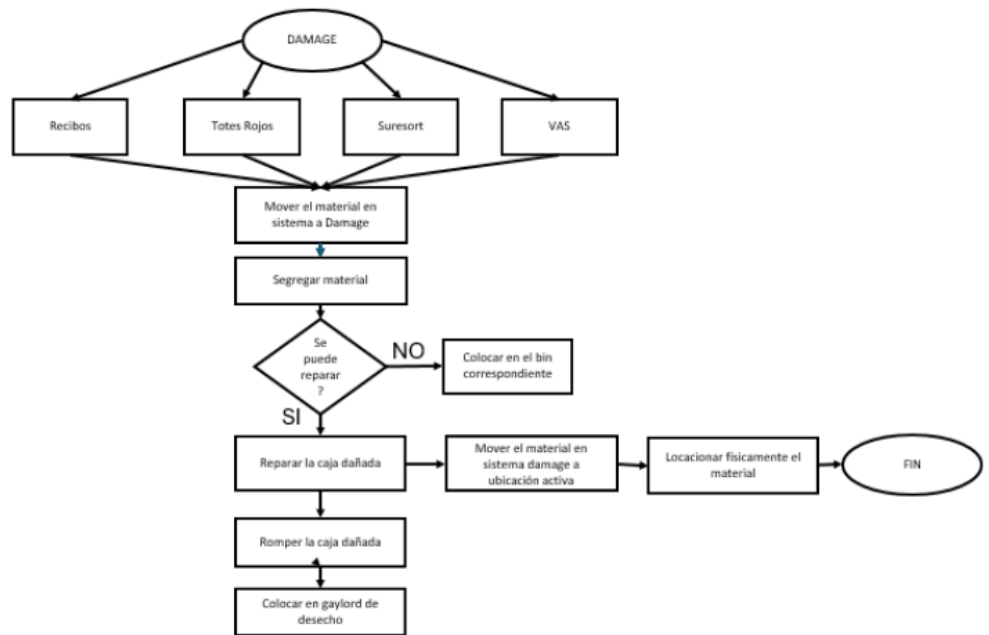 DAMAGE
Recibos
Totes Rojos
Suresort
VAS
Mover el material en
sistema a Damage
Segregar material
Se
puede
reparar
?
NO
Colocar en el bin
correspondiente
SI
Reparar la caja dañada
Mover el material en
sistema damage a
ubicación activa
Locacionar físicamente el
material
FIN
Romper la caja dañada
Colocar en gaylord de
desecho